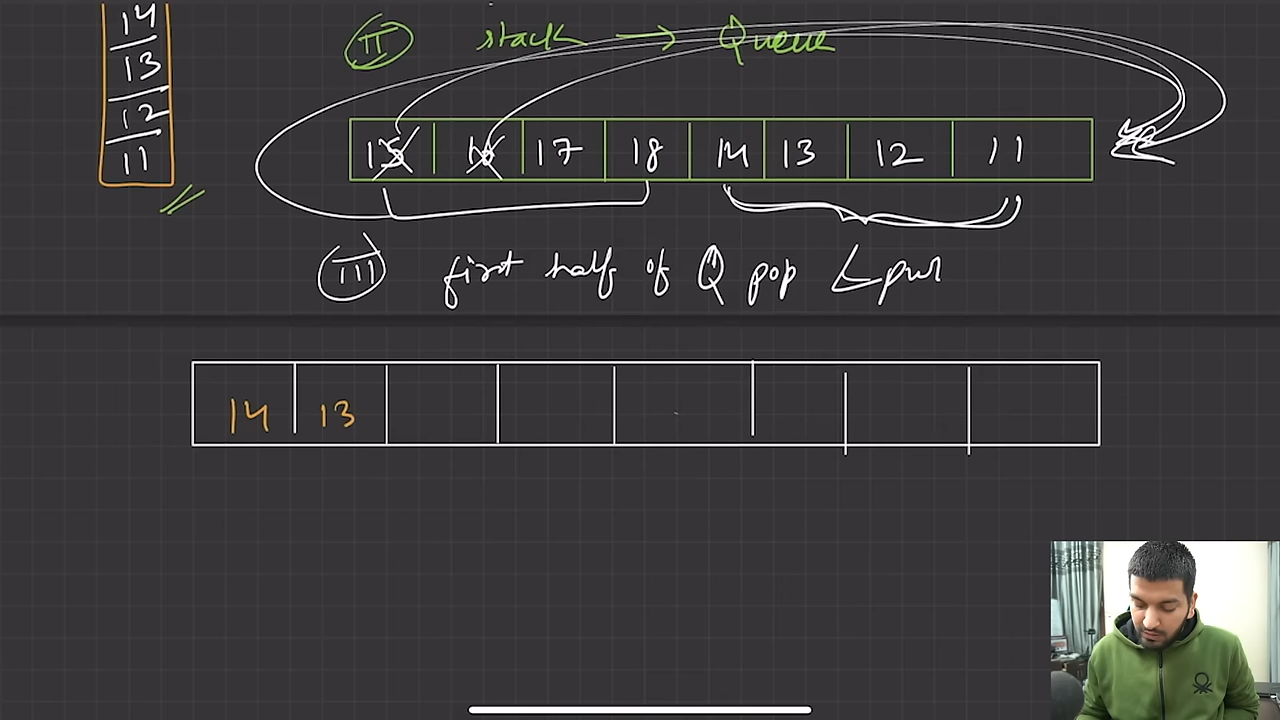 14
13
12
11
II stack → Queue
15 16 17 18 14 13 12 11
III first half of Q pop & push
14 13